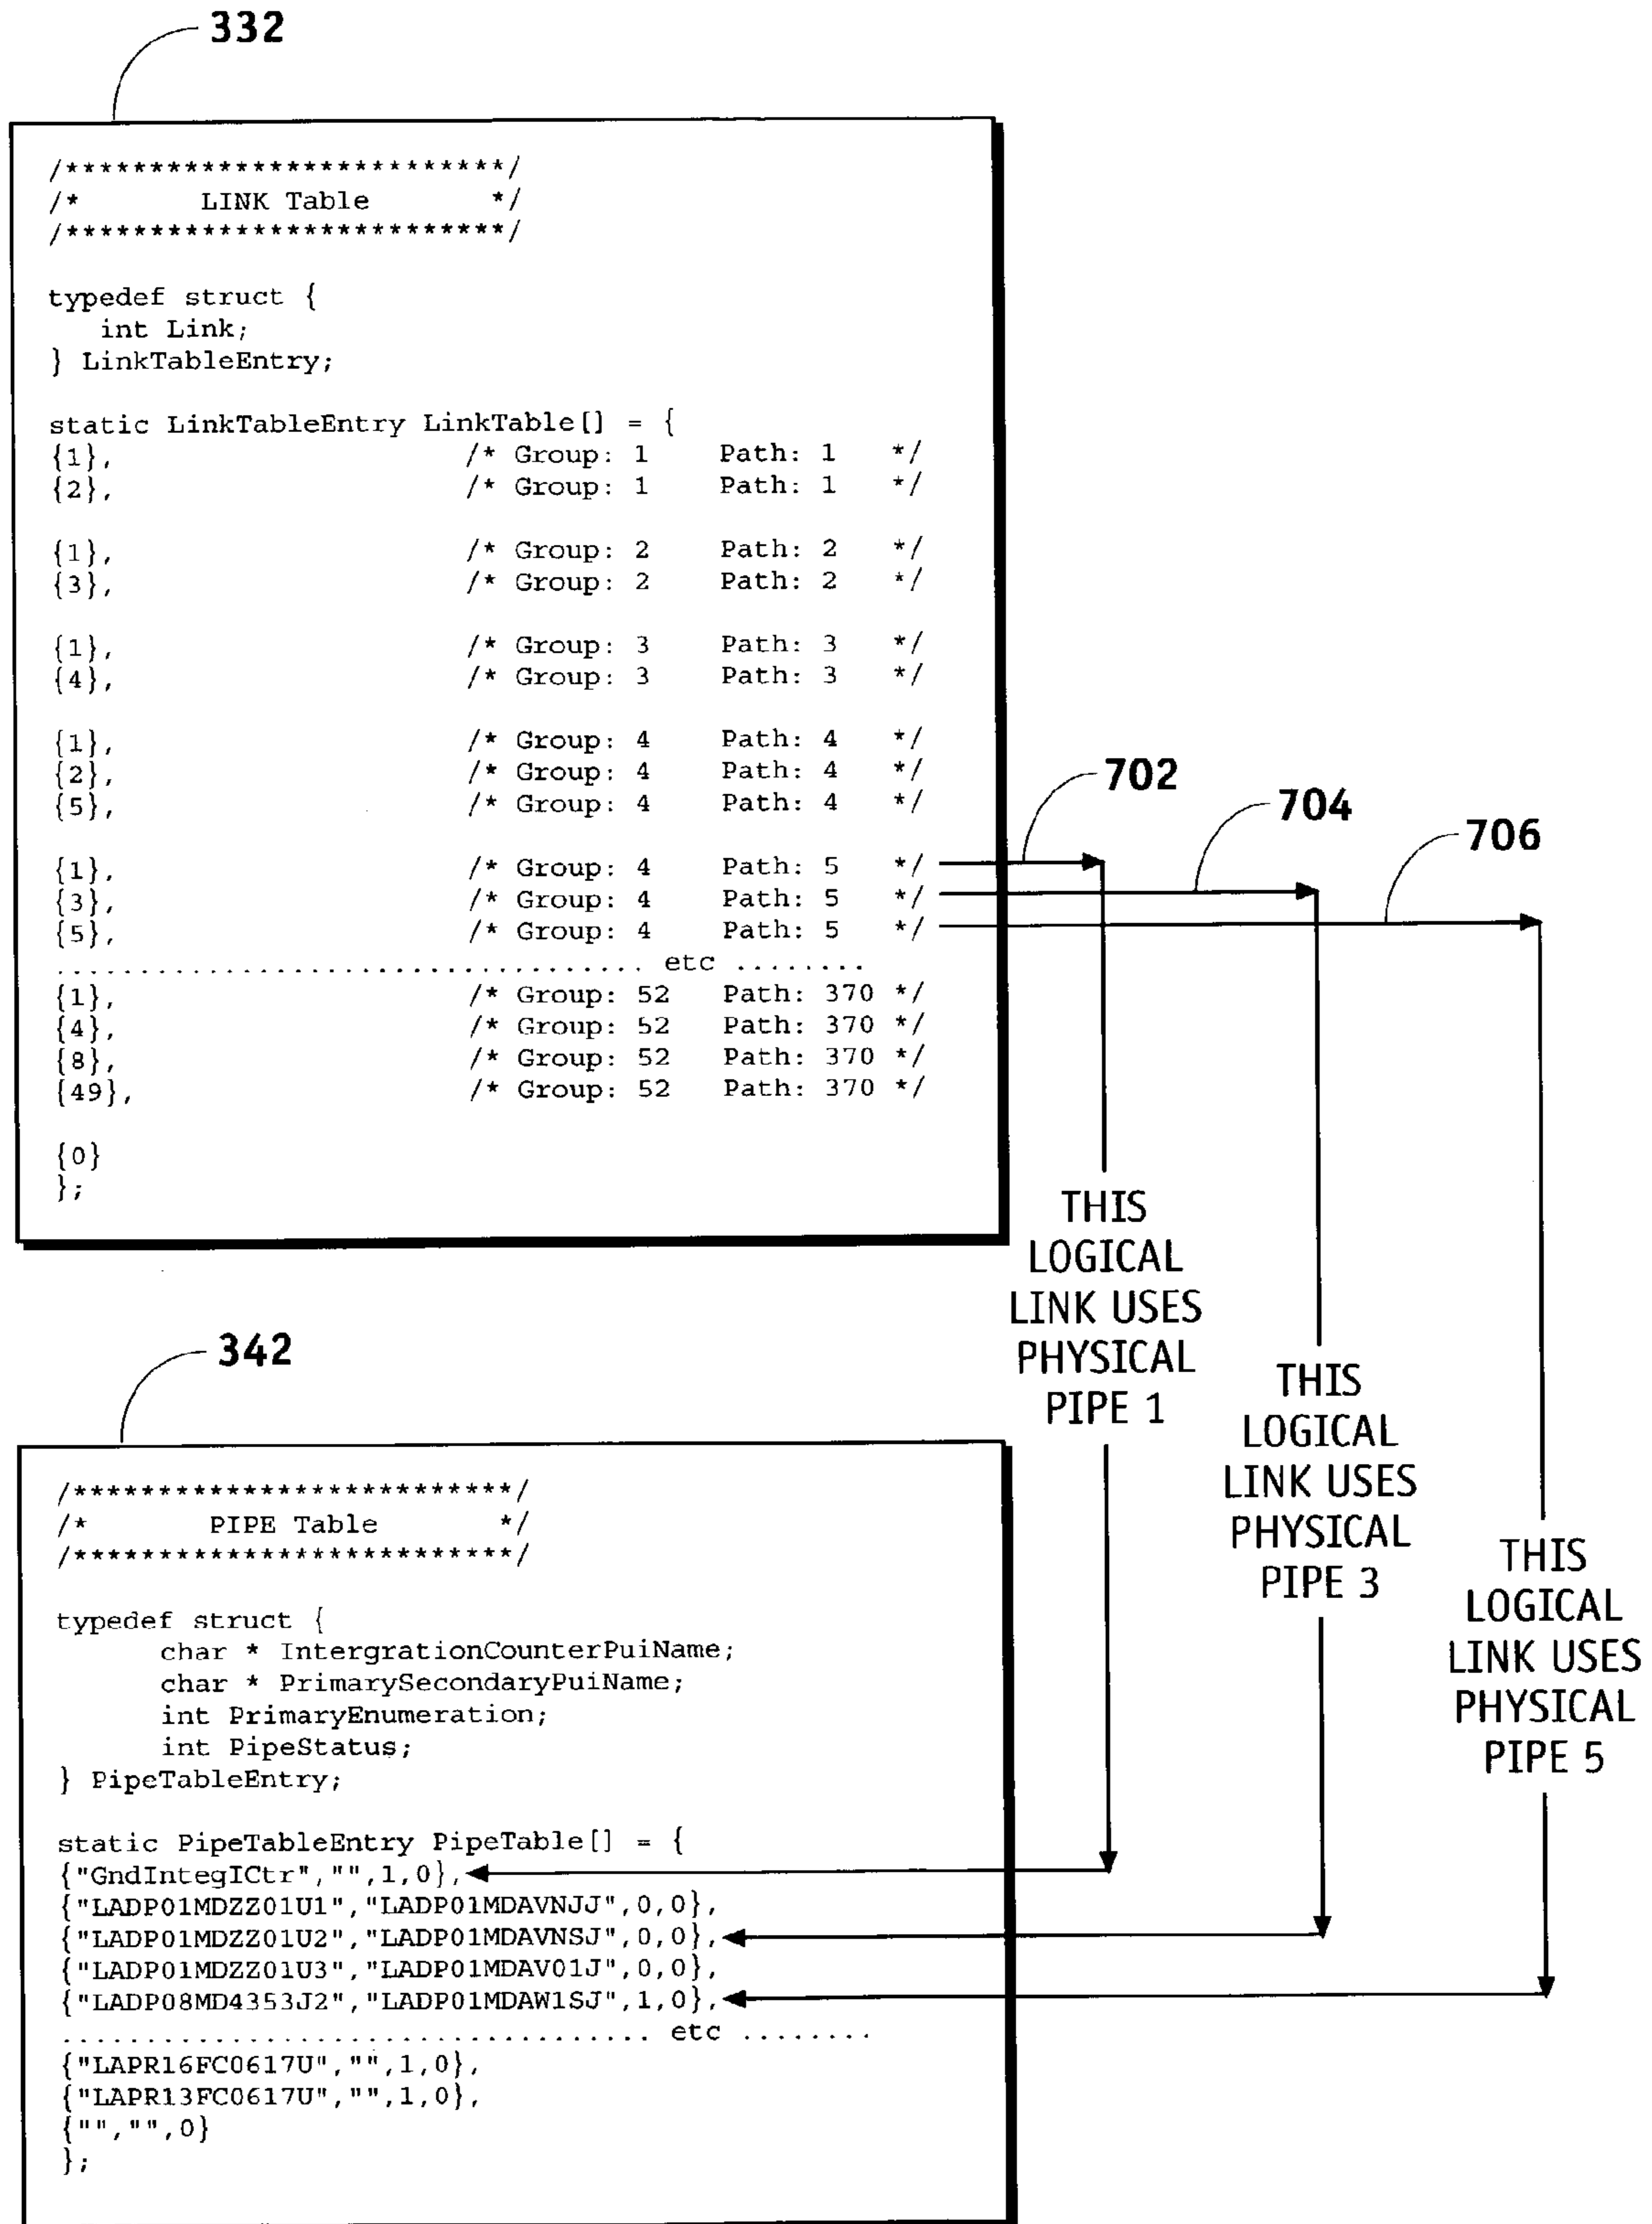 332
/**************************/
/* LINK Table */
/**************************/
typedef struct {
int Link;
} LinkTableEntry;
static LinkTableEntry LinkTable[] = {
{1}, /* Group: 1 Path: 1 */
{2}, /* Group: 1 Path: 1 */
{1}, /* Group: 2 Path: 2 */
{3}, /* Group: 2 Path: 2 */
{1}, /* Group: 3 Path: 3 */
{4}, /* Group: 3 Path: 3 */
{1}, /* Group: 4 Path: 4 */
{2}, /* Group: 4 Path: 4 */
{5}, /* Group: 4 Path: 4 */
{1}, /* Group: 4 Path: 5 */
{3}, /* Group: 4 Path: 5 */
{5}, /* Group: 4 Path: 5 */
................................... etc ........
{1}, /* Group: 52 Path: 370 */
{4}, /* Group: 52 Path: 370 */
{8}, /* Group: 52 Path: 370 */
{49}, /* Group: 52 Path: 370 */
{0}
};
702
704
706
THIS
LOGICAL
LINK USES
PHYSICAL
PIPE 1
THIS
LOGICAL
LINK USES
PHYSICAL
PIPE 3
THIS
LOGICAL
LINK USES
PHYSICAL
PIPE 5
342
/**************************/
/* PIPE Table */
/**************************/
typedef struct {
char * IntergrationCounterPuiName;
char * PrimarySecondaryPuiName;
int PrimaryEnumeration;
int PipeStatus;
} PipeTableEntry;
static PipeTableEntry PipeTable[] = {
{"GndIntegICtr","",1,0},
{"LADP01MDZZ01U1","LADP01MDAVNJJ",0,0},
{"LADP01MDZZ01U2","LADP01MDAVNSJ",0,0},
{"LADP01MDZZ01U3","LADP01MDAV01J",0,0},
{"LADP08MD4353J2","LADP01MDAW1SJ",1,0},
................................... etc ........
{"LAPR16FC0617U","",1,0},
{"LAPR13FC0617U","",1,0},
{"","",0}
};